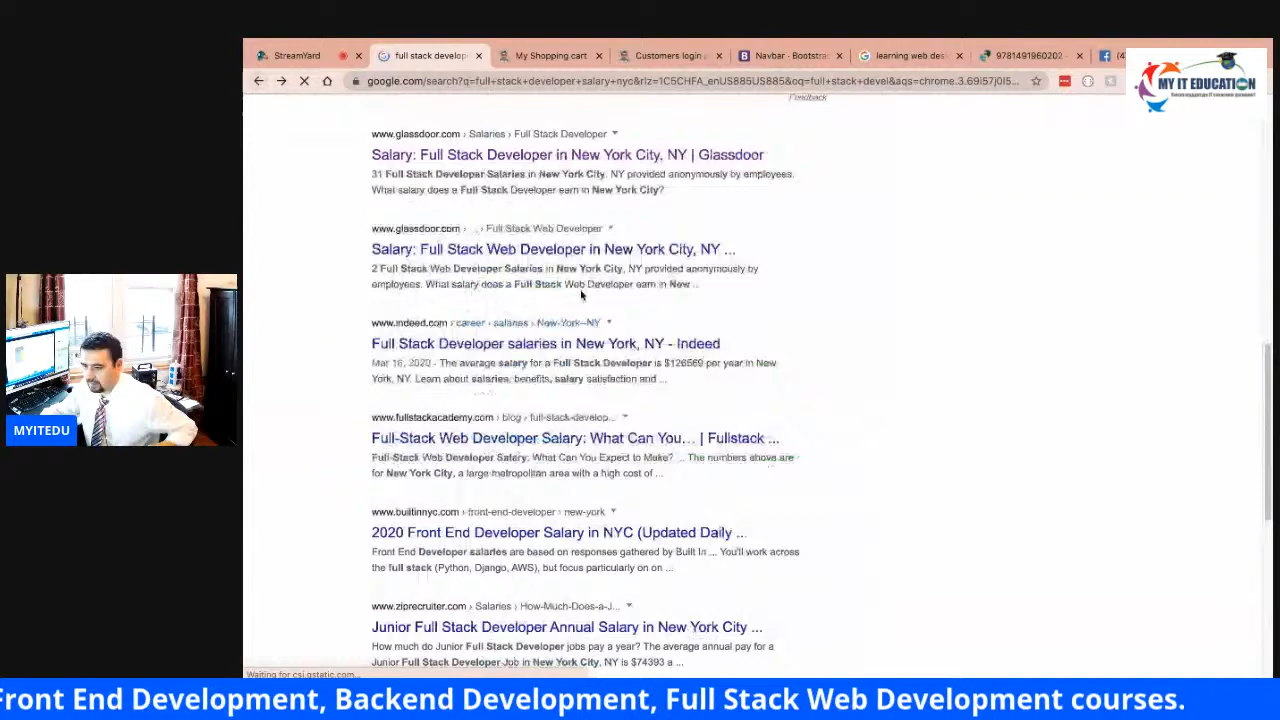 StreamYard
full stack develop
My Shopping cart
Customers login
Navbar - Bootstra
learning web des
9781491960202 -
google.com/search?q=full+stack+developer+salary+nyc&rlz=1C5CHFA_enUS885US885&oq=full+stack+devel&aqs=chrome.3.69i57j0l5...
MY IT EDUCATION
Feedback
www.glassdoor.com › Salaries › Full Stack Developer
Salary: Full Stack Developer in New York City, NY | Glassdoor
31 Full Stack Developer Salaries in New York City, NY provided anonymously by employees.
What salary does a Full Stack Developer earn in New York City?
www.glassdoor.com › ... › Full Stack Web Developer
Salary: Full Stack Web Developer in New York City, NY ...
2 Full Stack Web Developer Salaries in New York City, NY provided anonymously by
employees. What salary does a Full Stack Web Developer earn in New ...
www.indeed.com › career › salaries › New-York--NY
Full Stack Developer salaries in New York, NY - Indeed
Mar 16, 2020 - The average salary for a Full Stack Developer is $126569 per year in New
York, NY. Learn about salaries, benefits, salary satisfaction and ...
www.fullstackacademy.com › blog › full-stack-develop...
Full-Stack Web Developer Salary: What Can You… | Fullstack ...
Full-Stack Web Developer Salary: What Can You Expect to Make? ... The numbers above are
for New York City, a large metropolitan area with a high cost of ...
www.builtinnyc.com › front-end-developer › new-york
2020 Front End Developer Salary in NYC (Updated Daily ...
Front End Developer salaries are based on responses gathered by Built In ... You'll work across
the full stack (Python, Django, AWS), but focus particularly on on ...
www.ziprecruiter.com › Salaries › How-Much-Does-a-J...
Junior Full Stack Developer Annual Salary in New York City ...
How much do Junior Full Stack Developer jobs pay a year? The average annual pay for a
Junior Full Stack Developer Job in New York City, NY is $74393 a ...
Waiting for csi.gstatic.com...
MYITEDU
Front End Development, Backend Development, Full Stack Web Development courses.